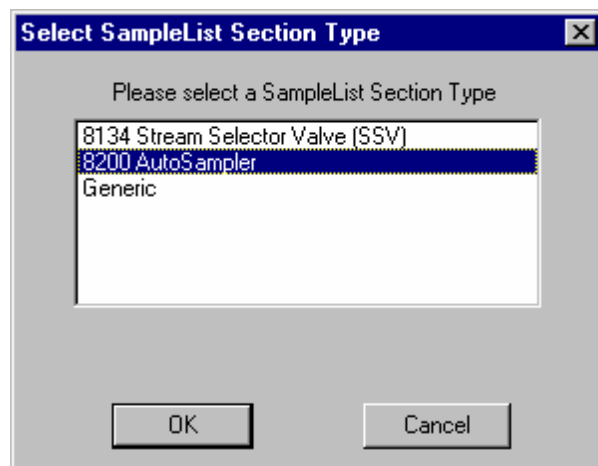 Select SampleList Section Type
Please select a SampleList Section Type
8134 Stream Selector Valve (SSV)
8200 AutoSampler
Generic
OK
Cancel